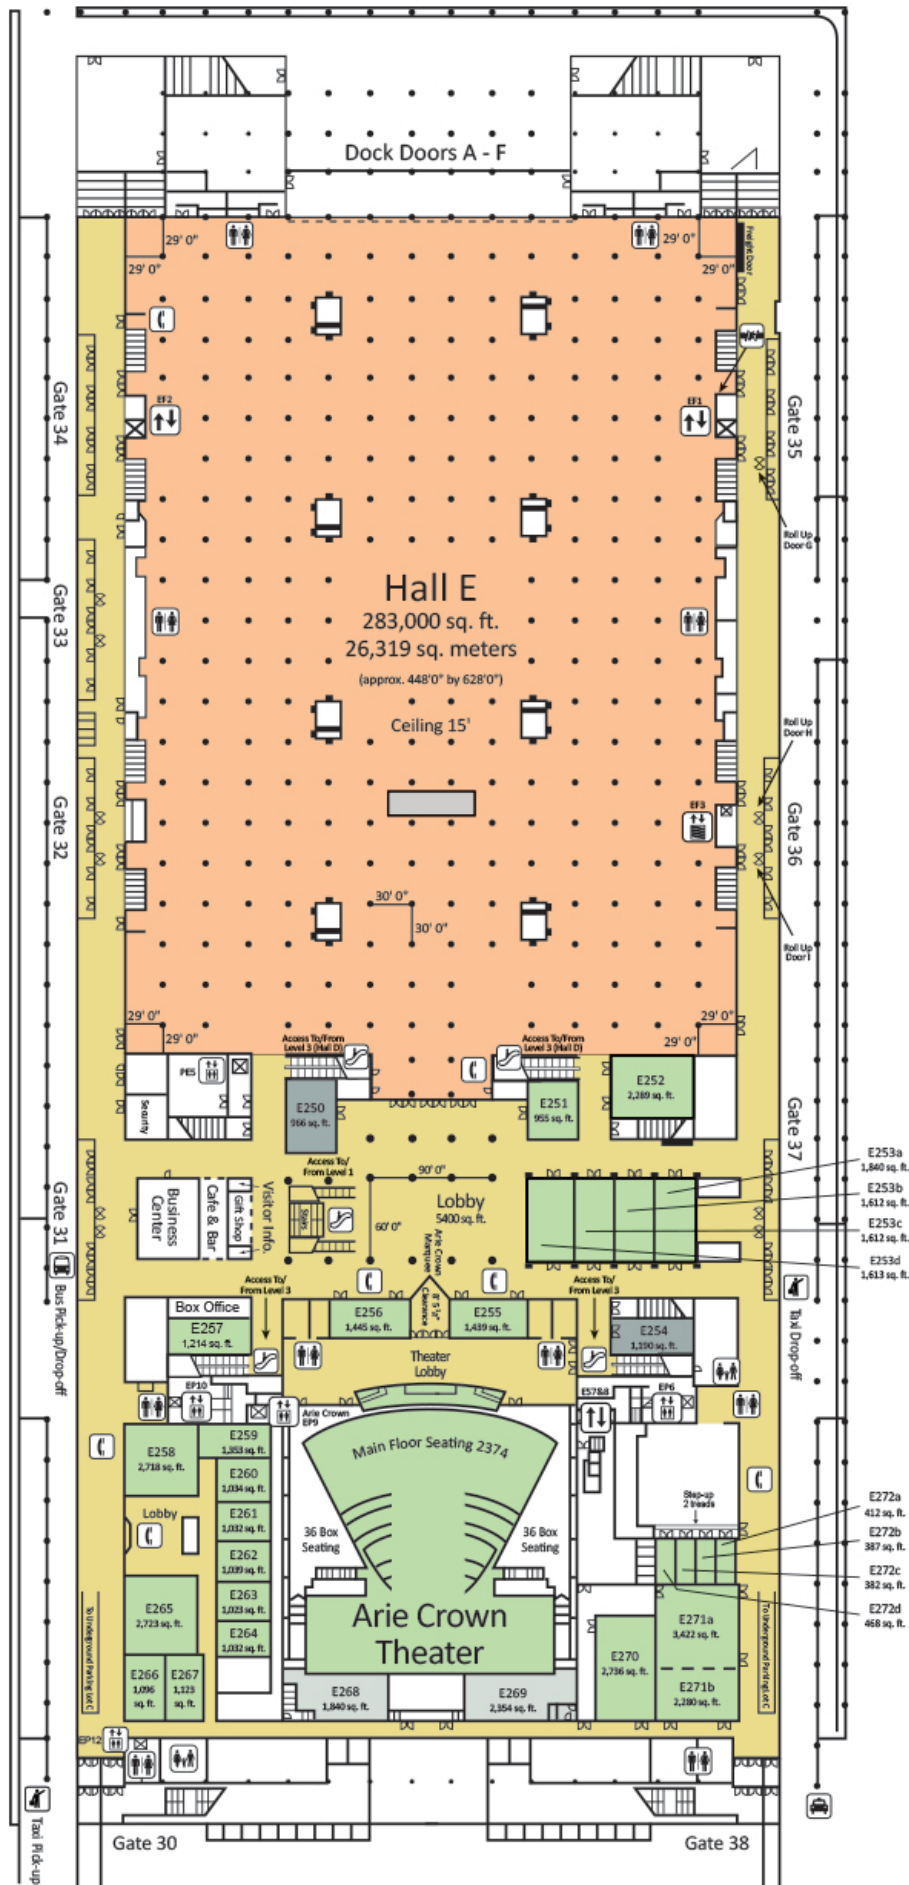 Dock Doors A - F
29' 0"
29' 0"
29' 0"
29' 0"
Freight Door
Gate 34
EF2
EF1
Gate 35
Roll Up
Door G
Gate 33
Hall E
283,000 sq. ft.
26,319 sq. meters
(approx. 448'0" by 628'0")
Ceiling 15'
Roll Up
Door H
Gate 32
EF3
Gate 36
30' 0"
30' 0"
Roll Up
Door I
29' 0"
29' 0"
29' 0"
29' 0"
Access To/From
Level 3 (Hall D)
Access To/From
Level 3 (Hall D)
PE5
Security
E250
966 sq. ft.
E251
955 sq. ft.
E252
2,289 sq. ft.
Gate 37
E253a
1,840 sq. ft.
E253b
1,612 sq. ft.
E253c
1,612 sq. ft.
E253d
1,613 sq. ft.
Access To/
From Level 1
90' 0"
Lobby
5400 sq. ft.
60' 0"
Stairs
Business
Center
Cafe & Bar
Gift Shop
Visitor Info.
Gate 31
Bus Pick-up/Drop-off
Arie Crown
Marquee
8' 5 ½"
Clearance
Access To/
From Level 3
Access To/
From Level 3
Taxi Drop-off
Box Office
E257
1,214 sq. ft.
E256
1,445 sq. ft.
E255
1,439 sq. ft.
E254
1,190 sq. ft.
Theater
Lobby
EP10
Arie Crown
EP9
ES7&8
EP6
E258
2,718 sq. ft.
E259
1,353 sq. ft.
Main Floor Seating 2374
E260
1,034 sq. ft.
E261
1,032 sq. ft.
Lobby
E262
1,039 sq. ft.
36 Box
Seating
36 Box
Seating
Step-up
2 treads
E272a
412 sq. ft.
E272b
387 sq. ft.
E272c
382 sq. ft.
E272d
468 sq. ft.
E263
1,023 sq. ft.
E264
1,032 sq. ft.
E265
2,723 sq. ft.
Arie Crown
Theater
E271a
3,422 sq. ft.
E270
2,736 sq. ft.
E271b
2,280 sq. ft.
To Underground Parking Lot C
To Underground Parking Lot C
E266
1,096
sq. ft.
E267
1,123
sq. ft.
E268
1,840 sq. ft.
E269
2,354 sq. ft.
EP12
Taxi Pick-up
Gate 30
Gate 38